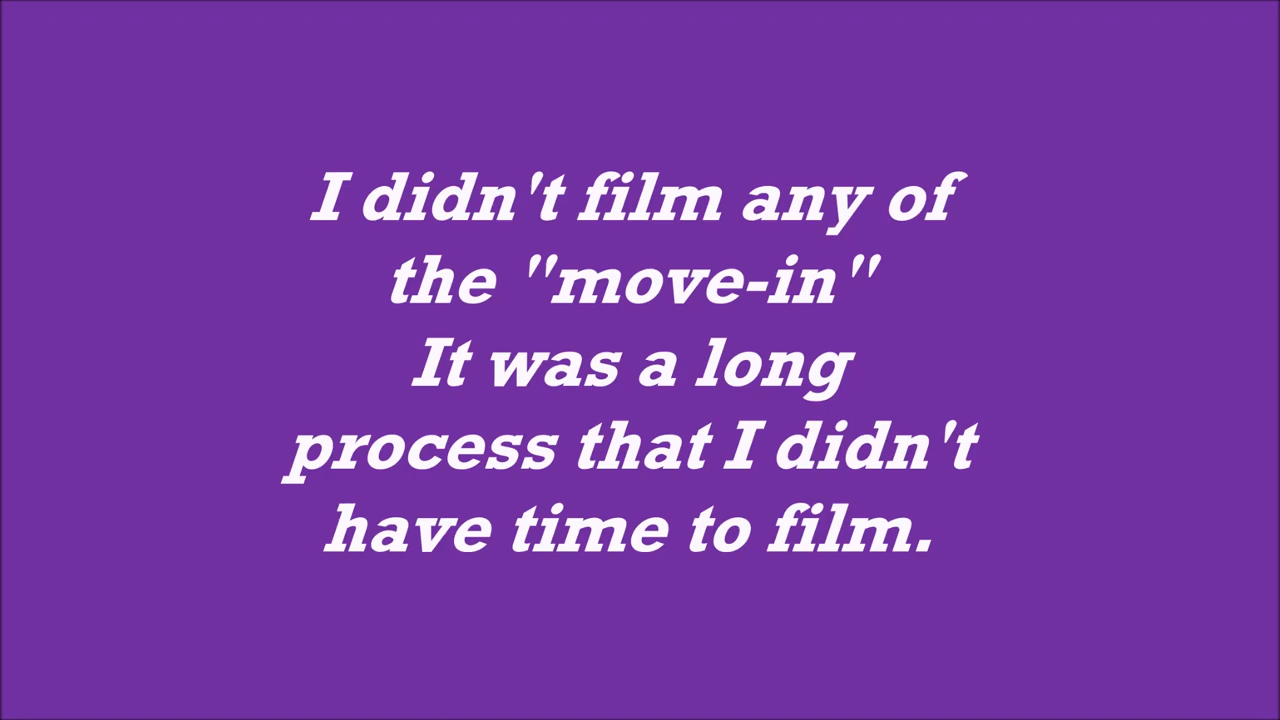 I didn't film any of
the "move-in"
It was a long
process that I didn't
have time to film.